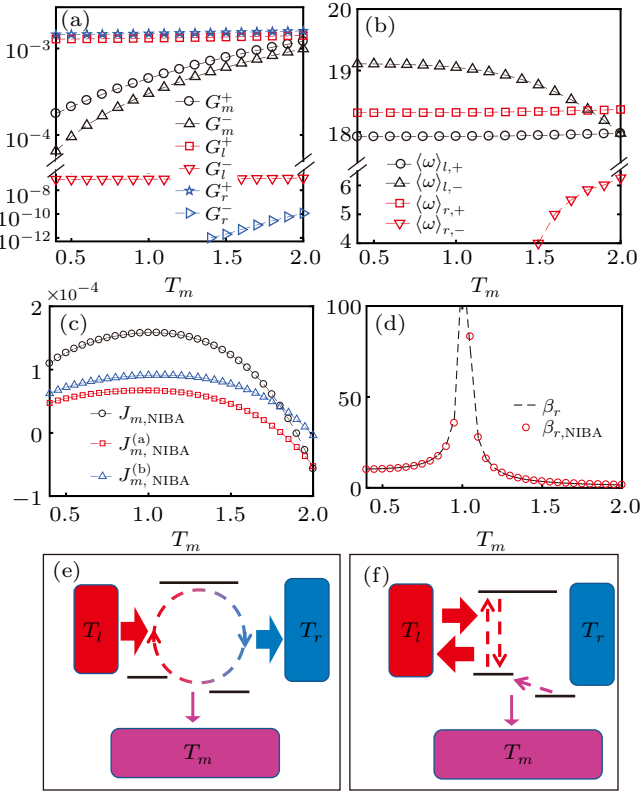 (a)
10^{-3}
10^{-4}
10^{-8}
10^{-10}
10^{-12}
G_m^+
G_m^-
G_l^+
G_l^-
G_r^+
G_r^-
0.5 1.0 1.5 2.0
T_m
(b)
19
18
6
5
4
⟨ω⟩_{l,+}
⟨ω⟩_{l,-}
⟨ω⟩_{r,+}
⟨ω⟩_{r,-}
20
0.5 1.0 1.5 2.0
T_m
×10^{-4}
(c)
2
1
0
−1
J_{m,NIBA}
J^{(a)}_{m, NIBA}
J^{(b)}_{m, NIBA}
0.5 1.0 1.5 2.0
T_m
(d)
100
50
0
β_r
β_{r,NIBA}
0.5 1.0 1.5 2.0
T_m
(e)
T_l
T_r
T_m
(f)
T_l
T_r
T_m